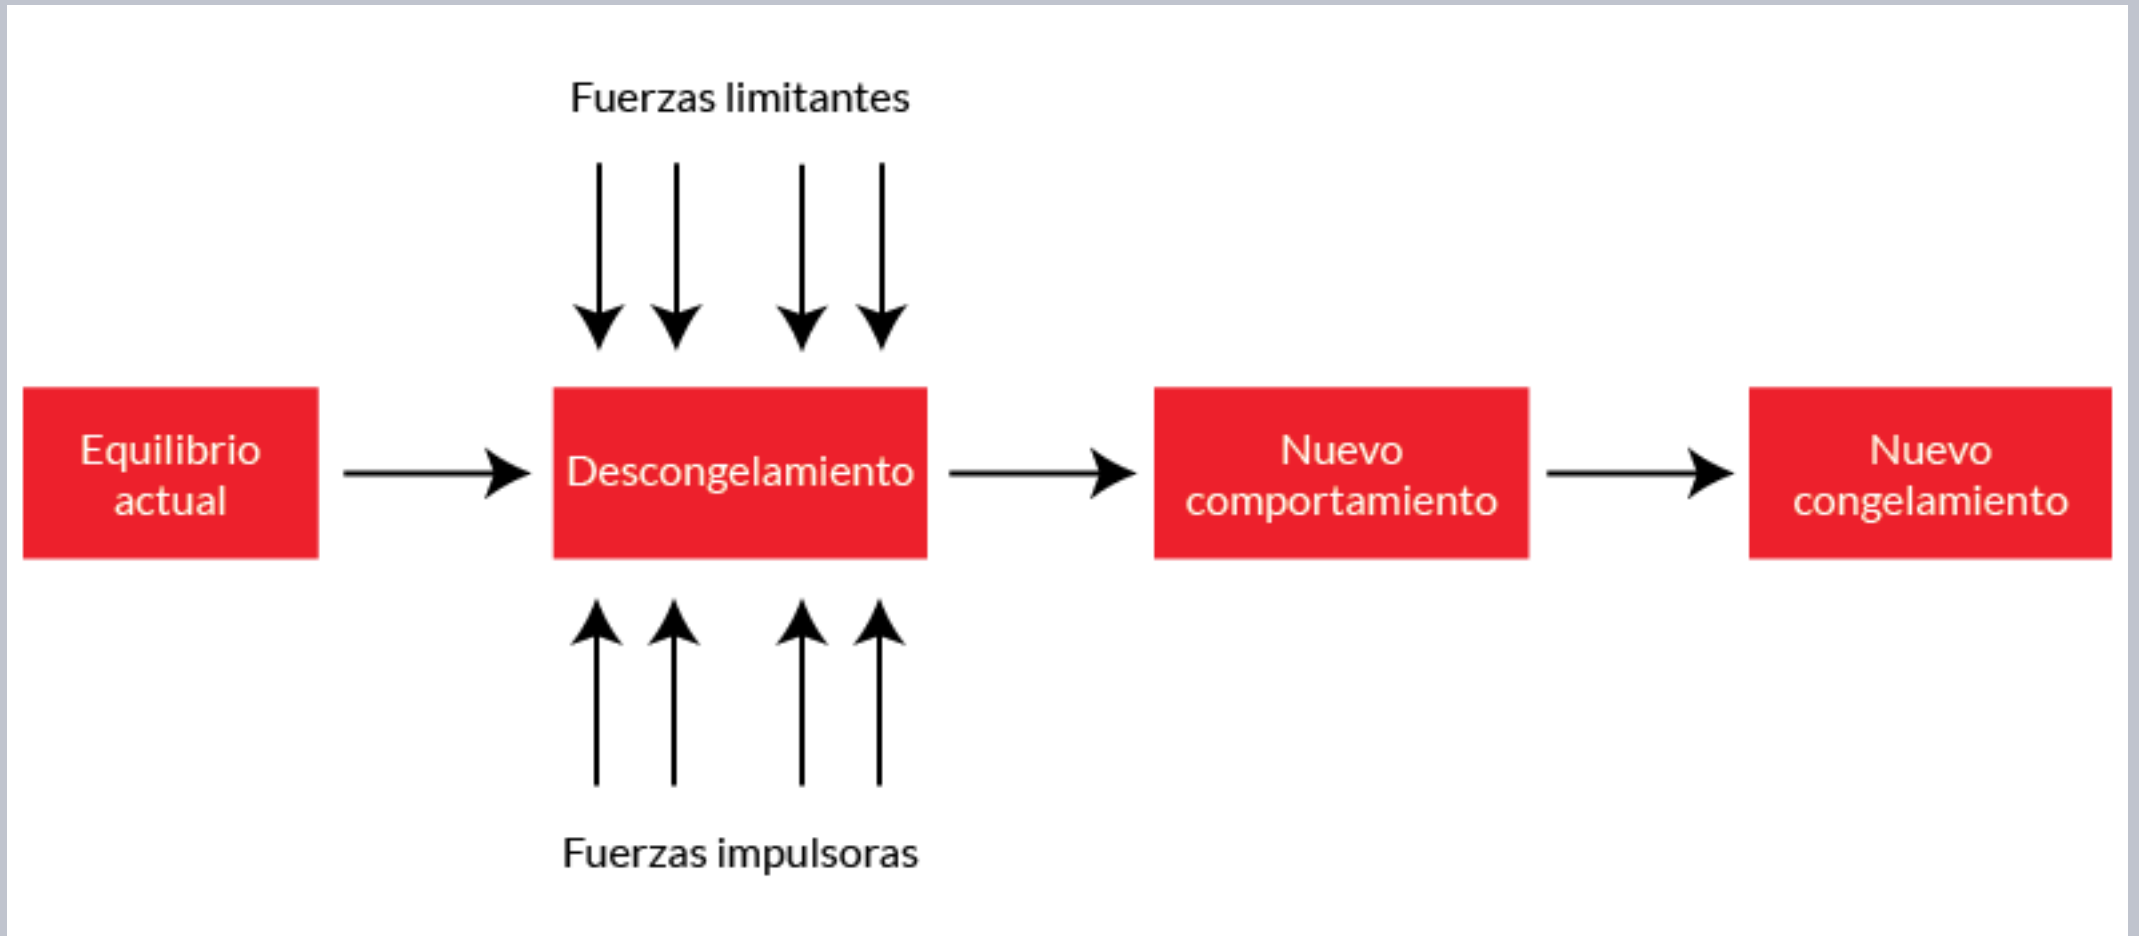 Fuerzas limitantes
Equilibrio
actual
Descongelamiento
Nuevo
comportamiento
Nuevo
congelamiento
Fuerzas impulsoras